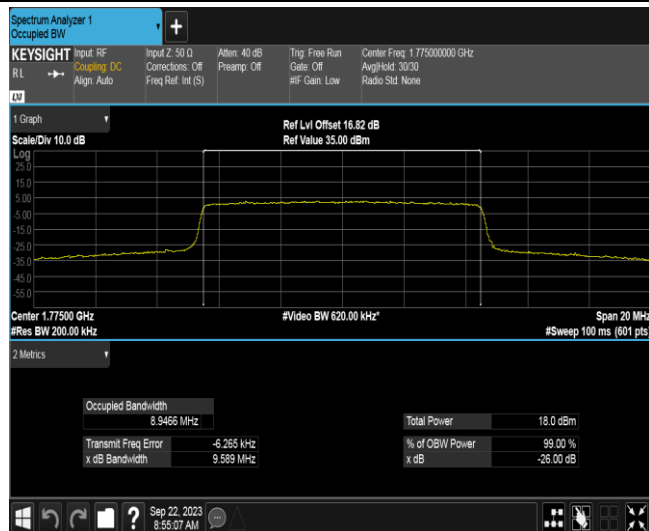 Spectrum Analyzer 1
Occupied BW
+
KEYSIGHT
RL
Input: RF
Coupling: DC
Align: Auto
Input Z: 50 Ω
Corrections: Off
Freq Ref: Int (S)
Atten: 40 dB
Preamp: Off
Trig: Free Run
Gate: Off
#IF Gain: Low
Center Freq: 1.775000000 GHz
Avg|Hold: 30/30
Radio Std: None
1 Graph
Scale/Div 10.0 dB
Ref Lvl Offset 16.82 dB
Ref Value 35.00 dBm
Log
25.0
15.0
5.00
-5.00
-15.0
-25.0
-35.0
-45.0
-55.0
Center 1.77500 GHz
#Res BW 200.00 kHz
#Video BW 620.00 kHz*
Span 20 MHz
#Sweep 100 ms (601 pts)
2 Metrics
Occupied Bandwidth
8.9466 MHz
Transmit Freq Error -6.265 kHz
x dB Bandwidth 9.589 MHz
Total Power 18.0 dBm
% of OBW Power 99.00 %
x dB -26.00 dB
?
Sep 22, 2023
8:55:07 AM